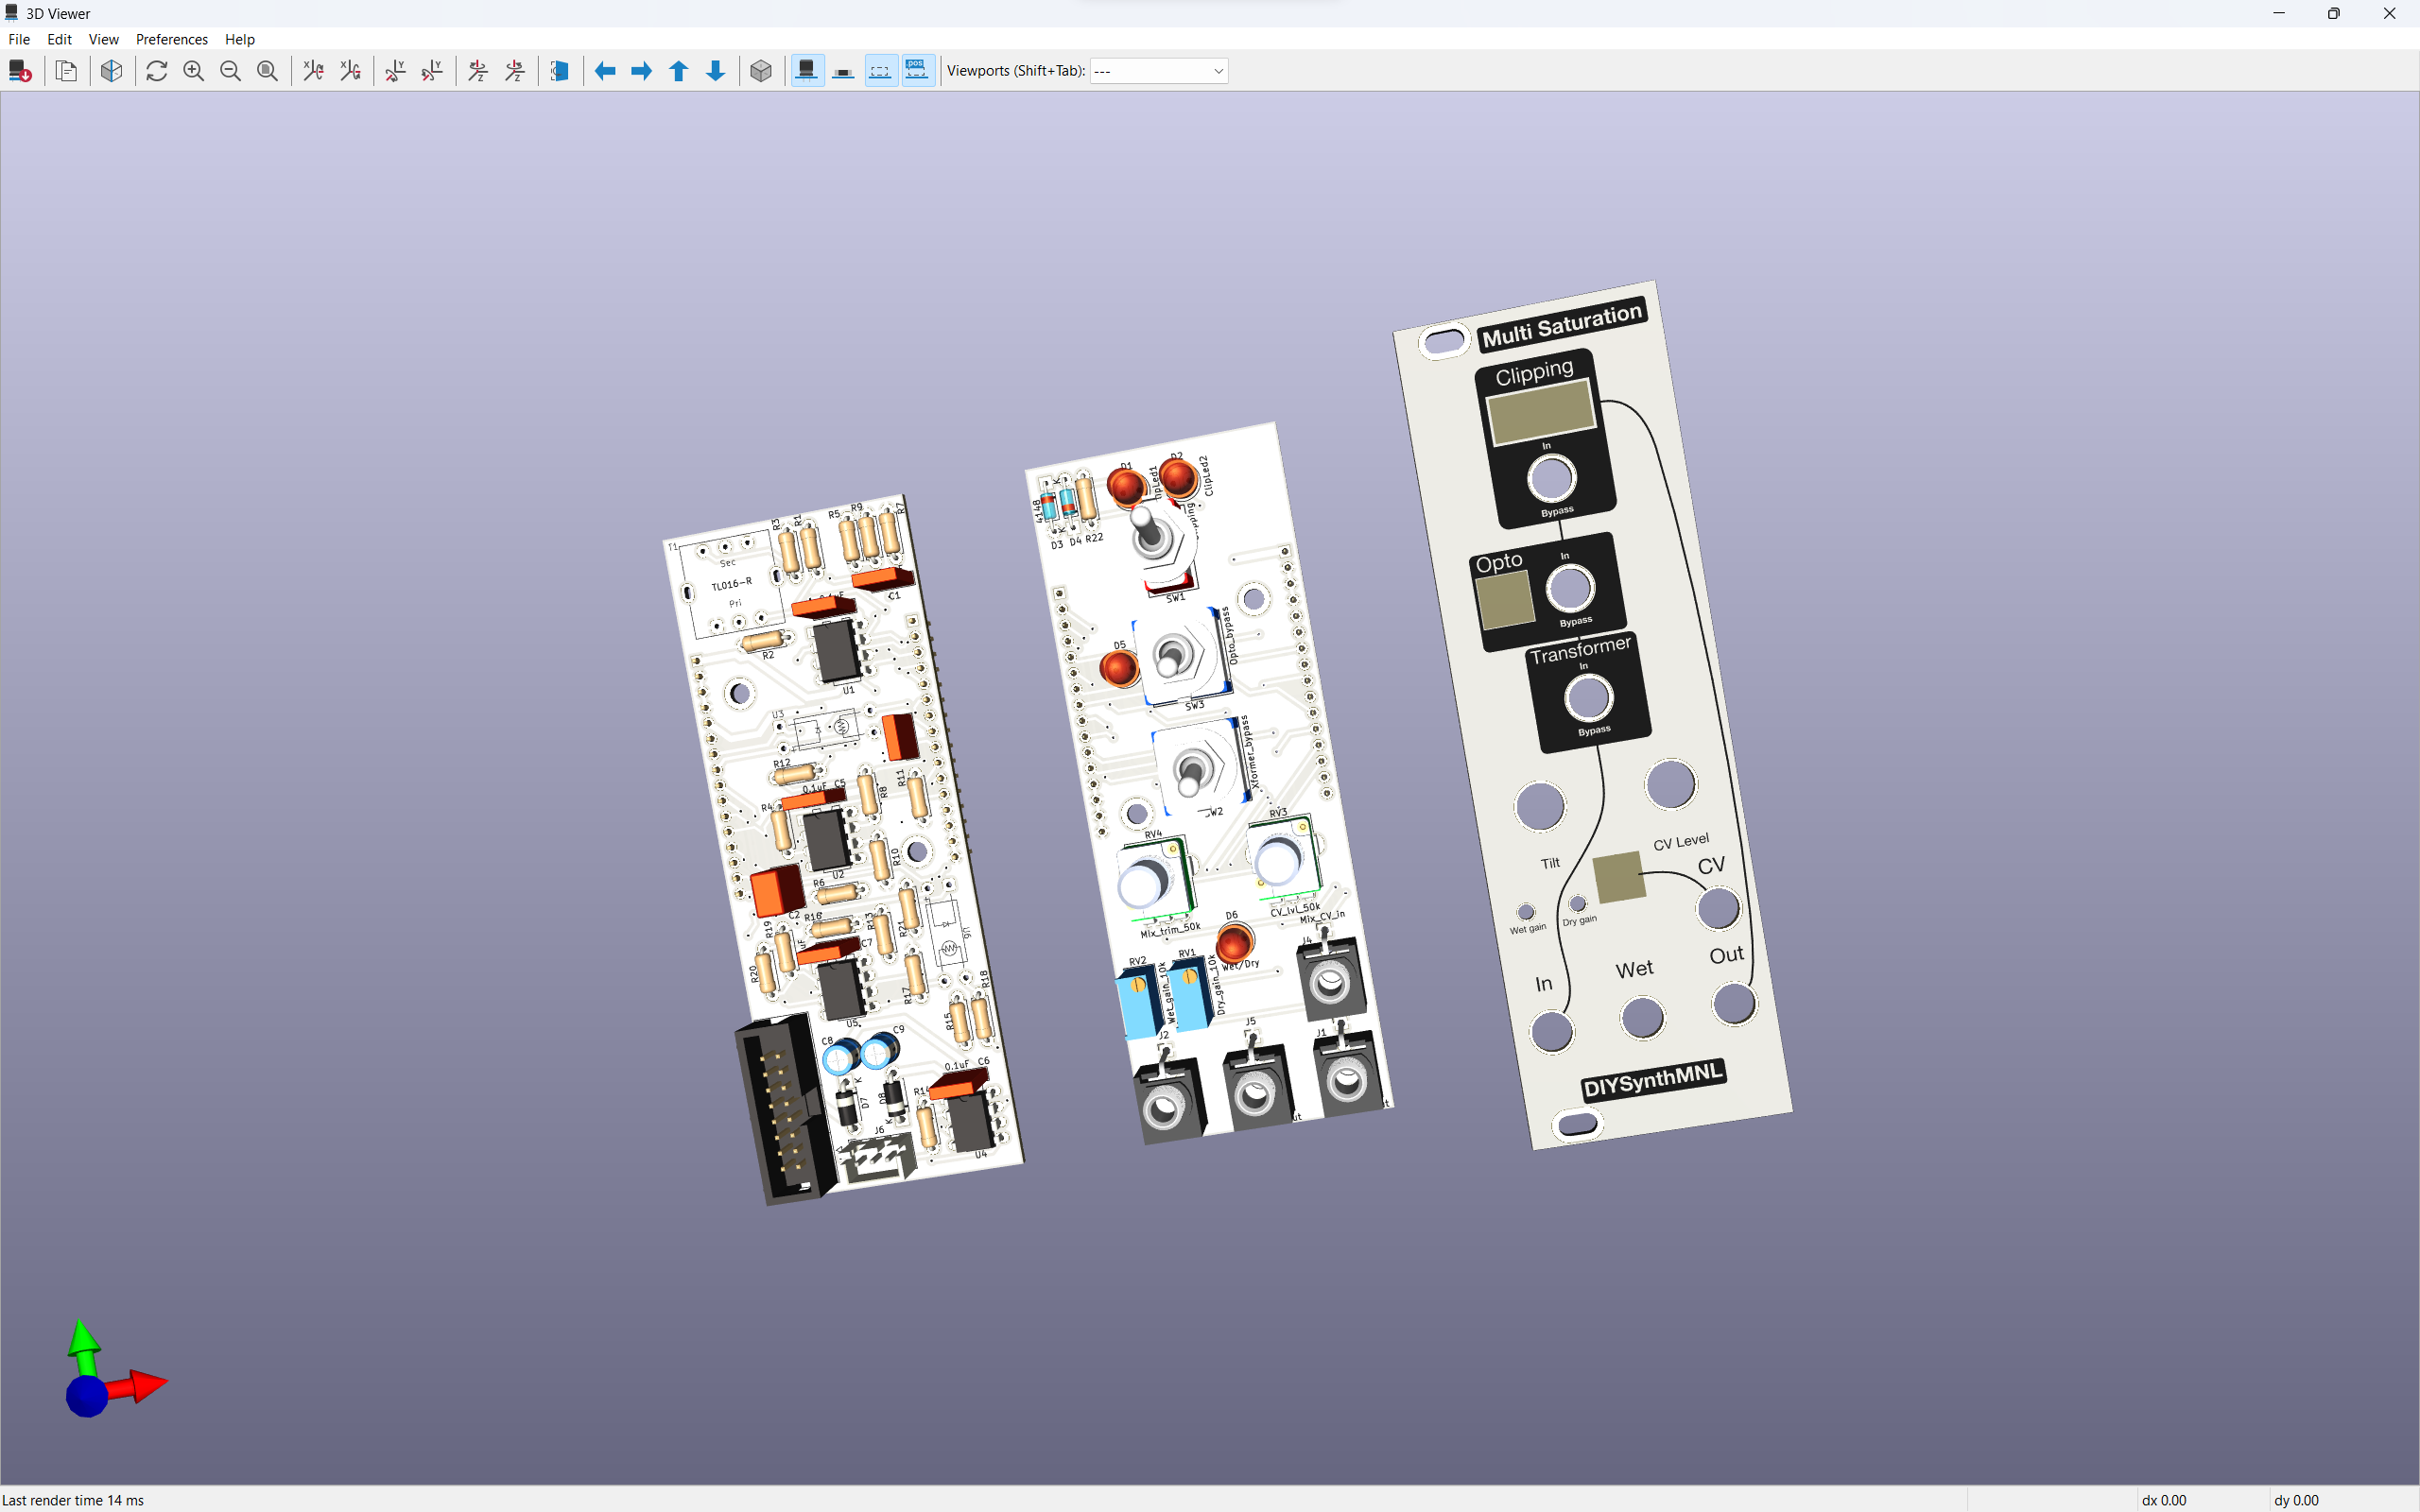 3D Viewer
File Edit View Preferences Help
Viewports (Shift+Tab): ---
T1
Sec
TL016-R
Pri
R3
R1
R5
R9
R7
C1
R2
U1
U3
R12
0.1uF C5
R4
R8
R11
U2
R10
R6
C2
R16
R19
R21
C7
R20
R17
U5
R18
R15
C8
C9
D7
K
D8
K
R14
0.1uF C6
J6
U4
4148
K
D3 D4 R22
D1
D2
ClipLed2
SW1
Opto_bypass
D5
SW3
Xformer_bypass
RV4
RV3
Mix_trim_50k
CV_lvl_50k
Mix_CV_in
D6
Wet/Dry
J4
RV2
RV1
Wet_gain_10k
Dry_gain_10k
J2
J5
J1
Multi Saturation
Clipping
In
Bypass
Opto
In
Bypass
Transformer
In
Bypass
Tilt
CV Level
CV
Wet gain
Dry gain
In
Wet
Out
DIYSynthMNL
Last render time 14 ms
dx 0.00
dy 0.00